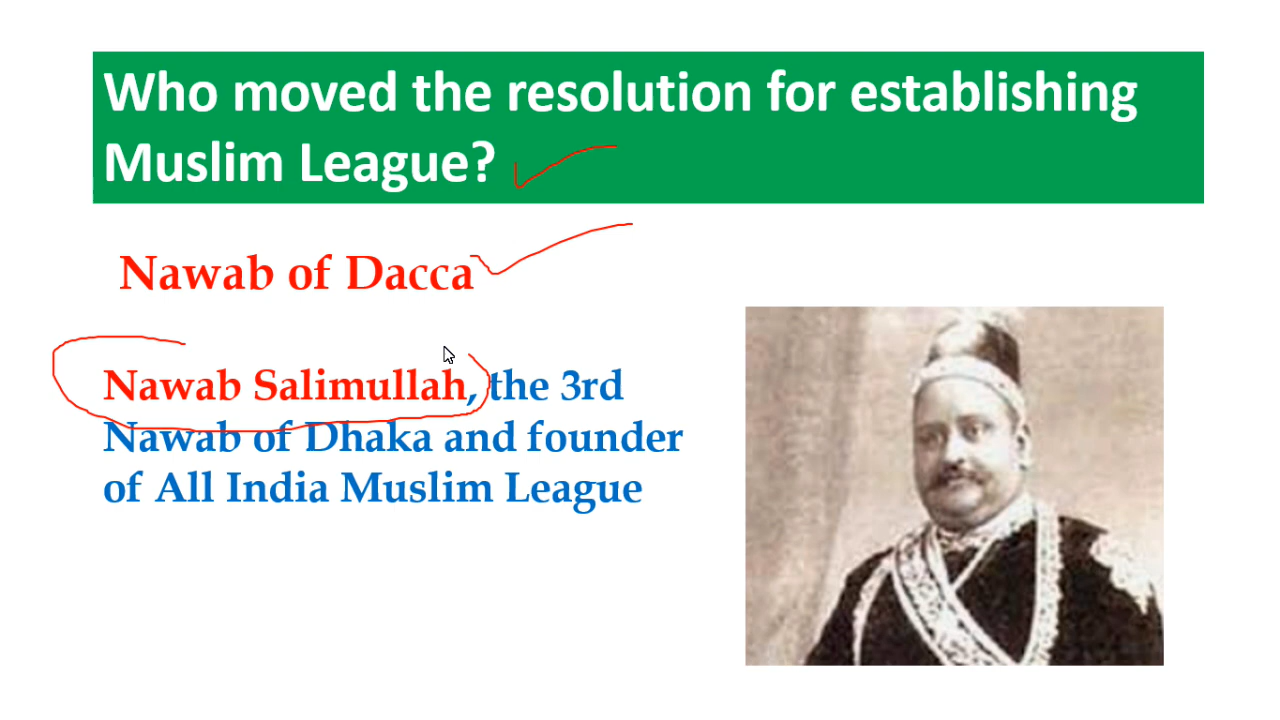 Who moved the resolution for establishing
Muslim League?
Nawab of Dacca
Nawab Salimullah, the 3rd
Nawab of Dhaka and founder
of All India Muslim League